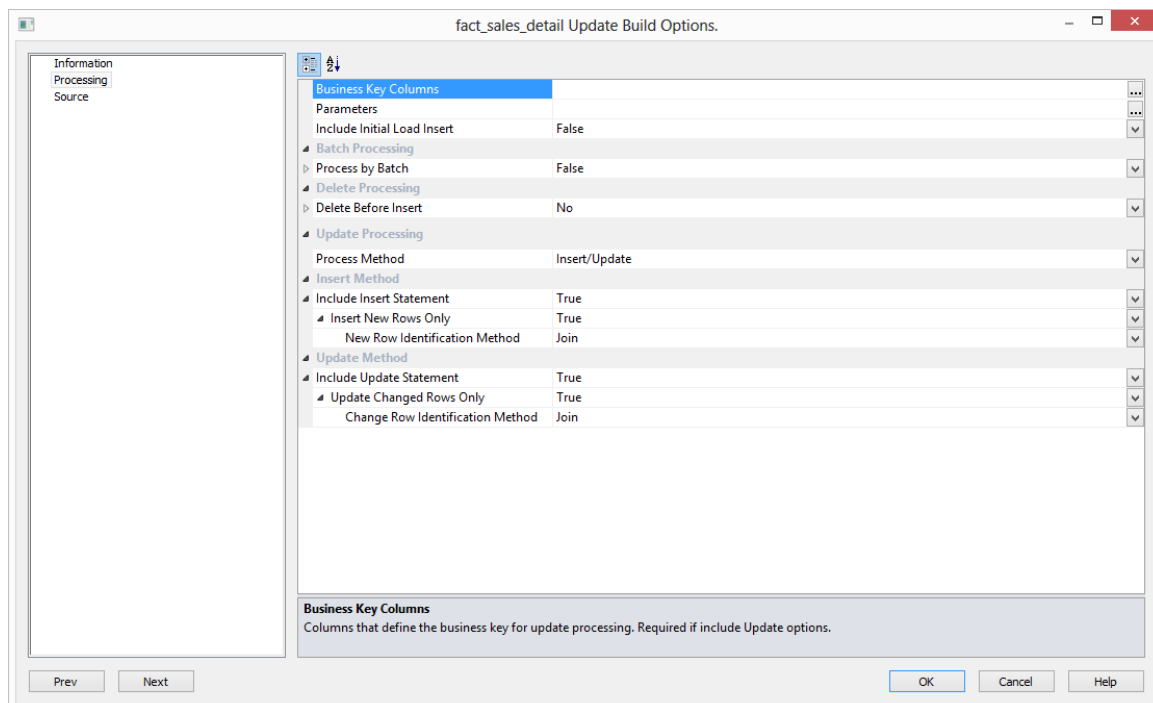 fact_sales_detail Update Build Options.
Information
Processing
Source
Business Key Columns
Parameters
Include Initial Load Insert False
Batch Processing
Process by Batch False
Delete Processing
Delete Before Insert No
Update Processing
Process Method Insert/Update
Insert Method
Include Insert Statement True
Insert New Rows Only True
New Row Identification Method Join
Update Method
Include Update Statement True
Update Changed Rows Only True
Change Row Identification Method Join
Business Key Columns
Columns that define the business key for update processing. Required if include Update options.
Prev Next OK Cancel Help